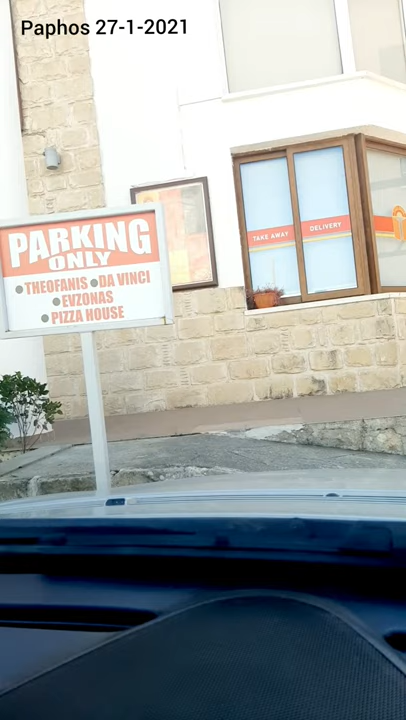 Paphos 27-1-2021
PARKING
ONLY
THEOFANIS DA VINCI
EVZONAS
PIZZA HOUSE
TAKE AWAY
DELIVERY